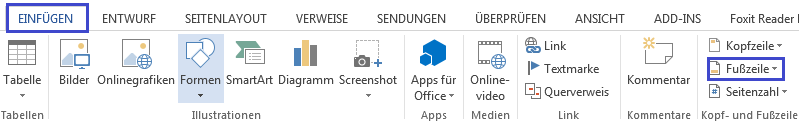 EINFÜGEN ENTWURF SEITENLAYOUT VERWEISE SENDUNGEN ÜBERPRÜFEN ANSICHT ADD-INS Foxit Reader
Tabelle
Bilder
Onlinegrafiken
Formen
SmartArt
Diagramm
Screenshot
Apps für
Office
Online-
video
Link
Textmarke
Querverweis
Kommentar
Kopfzeile
Fußzeile
Seitenzahl
Tabellen Illustrationen Apps Medien Link Kommentare Kopf- und Fußzeile